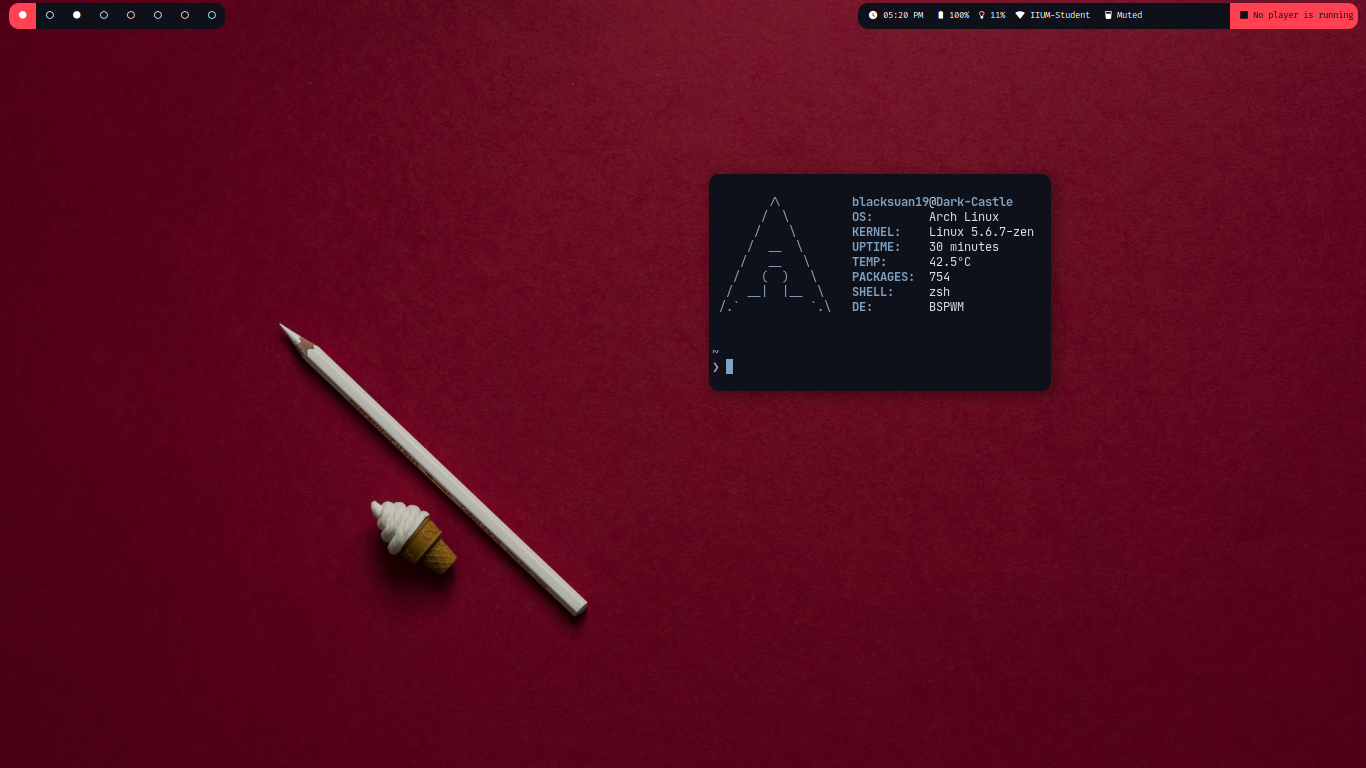 05:20 PM 100% 11% IIUM-Student Muted No player is running
blacksuan19@Dark-Castle
OS: Arch Linux
KERNEL: Linux 5.6.7-zen
UPTIME: 30 minutes
TEMP: 42.5°C
PACKAGES: 754
SHELL: zsh
DE: BSPWM
~
❯